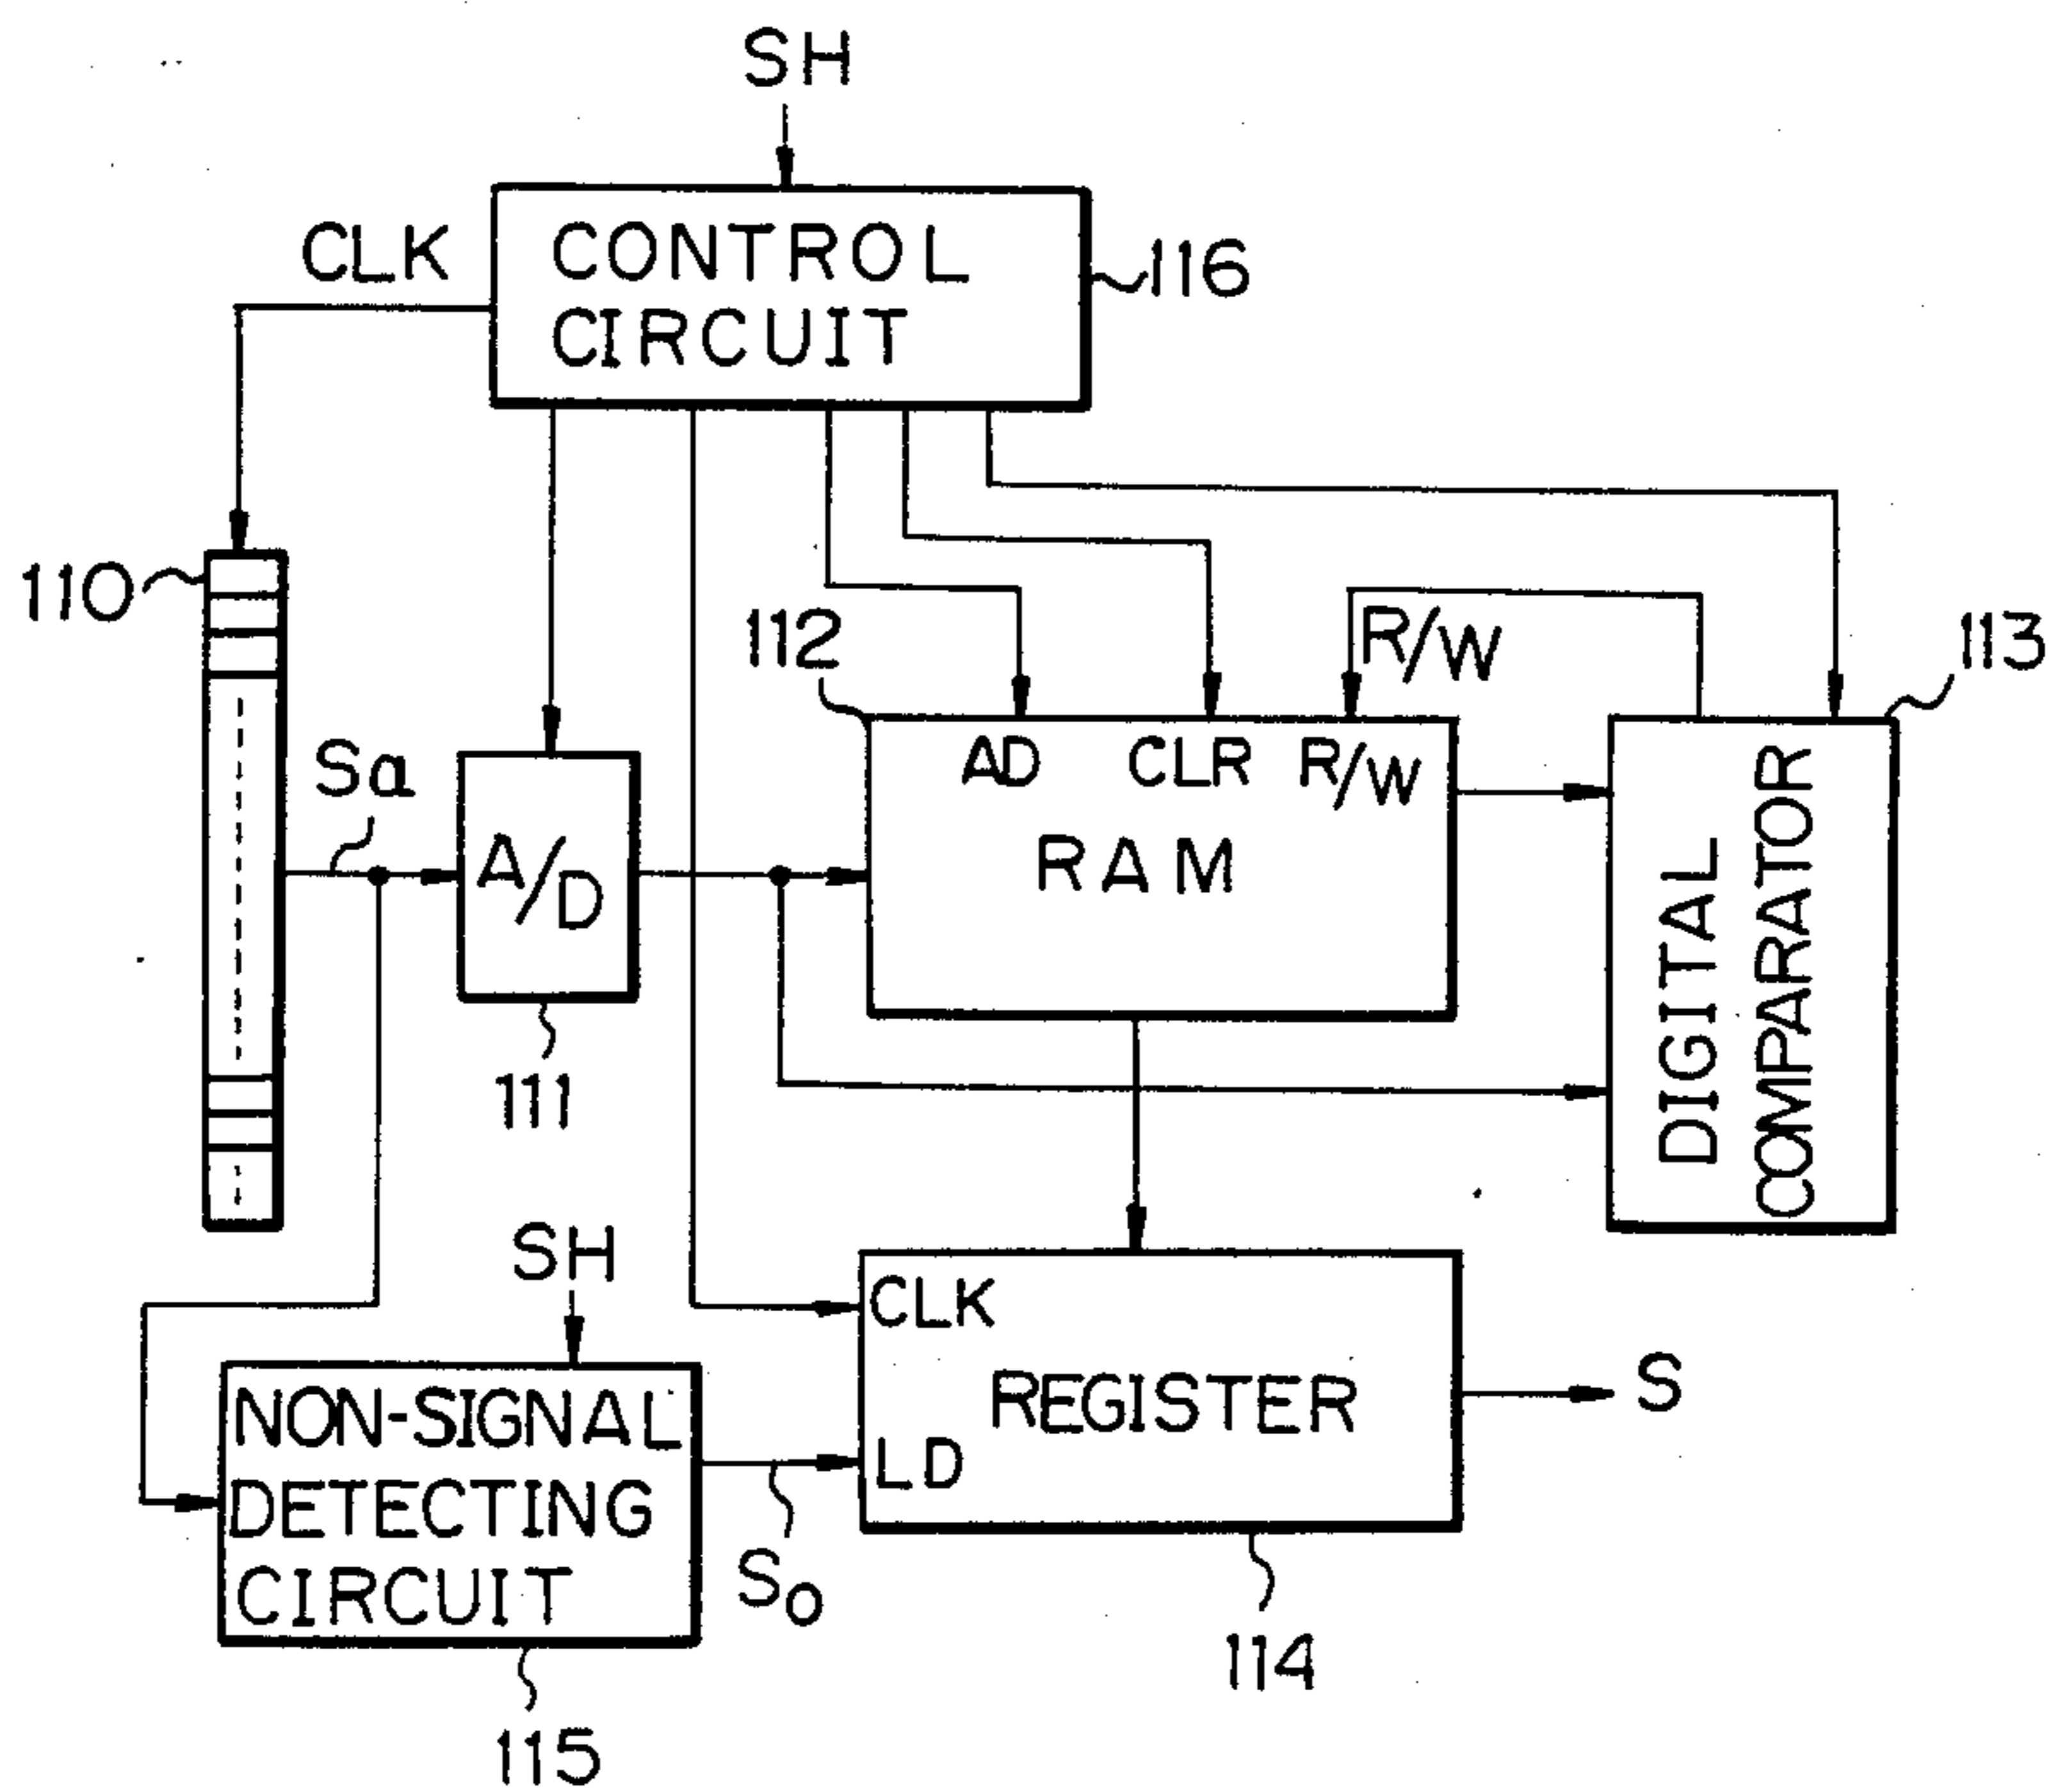 SH
CLK
CONTROL
CIRCUIT
116
110
112
R/W
113
Sa
AD CLR R/W
A/D
RAM
DIGITAL
COMPARATOR
111
SH
CLK
REGISTER
S
NON-SIGNAL
DETECTING
CIRCUIT
LD
So
114
115